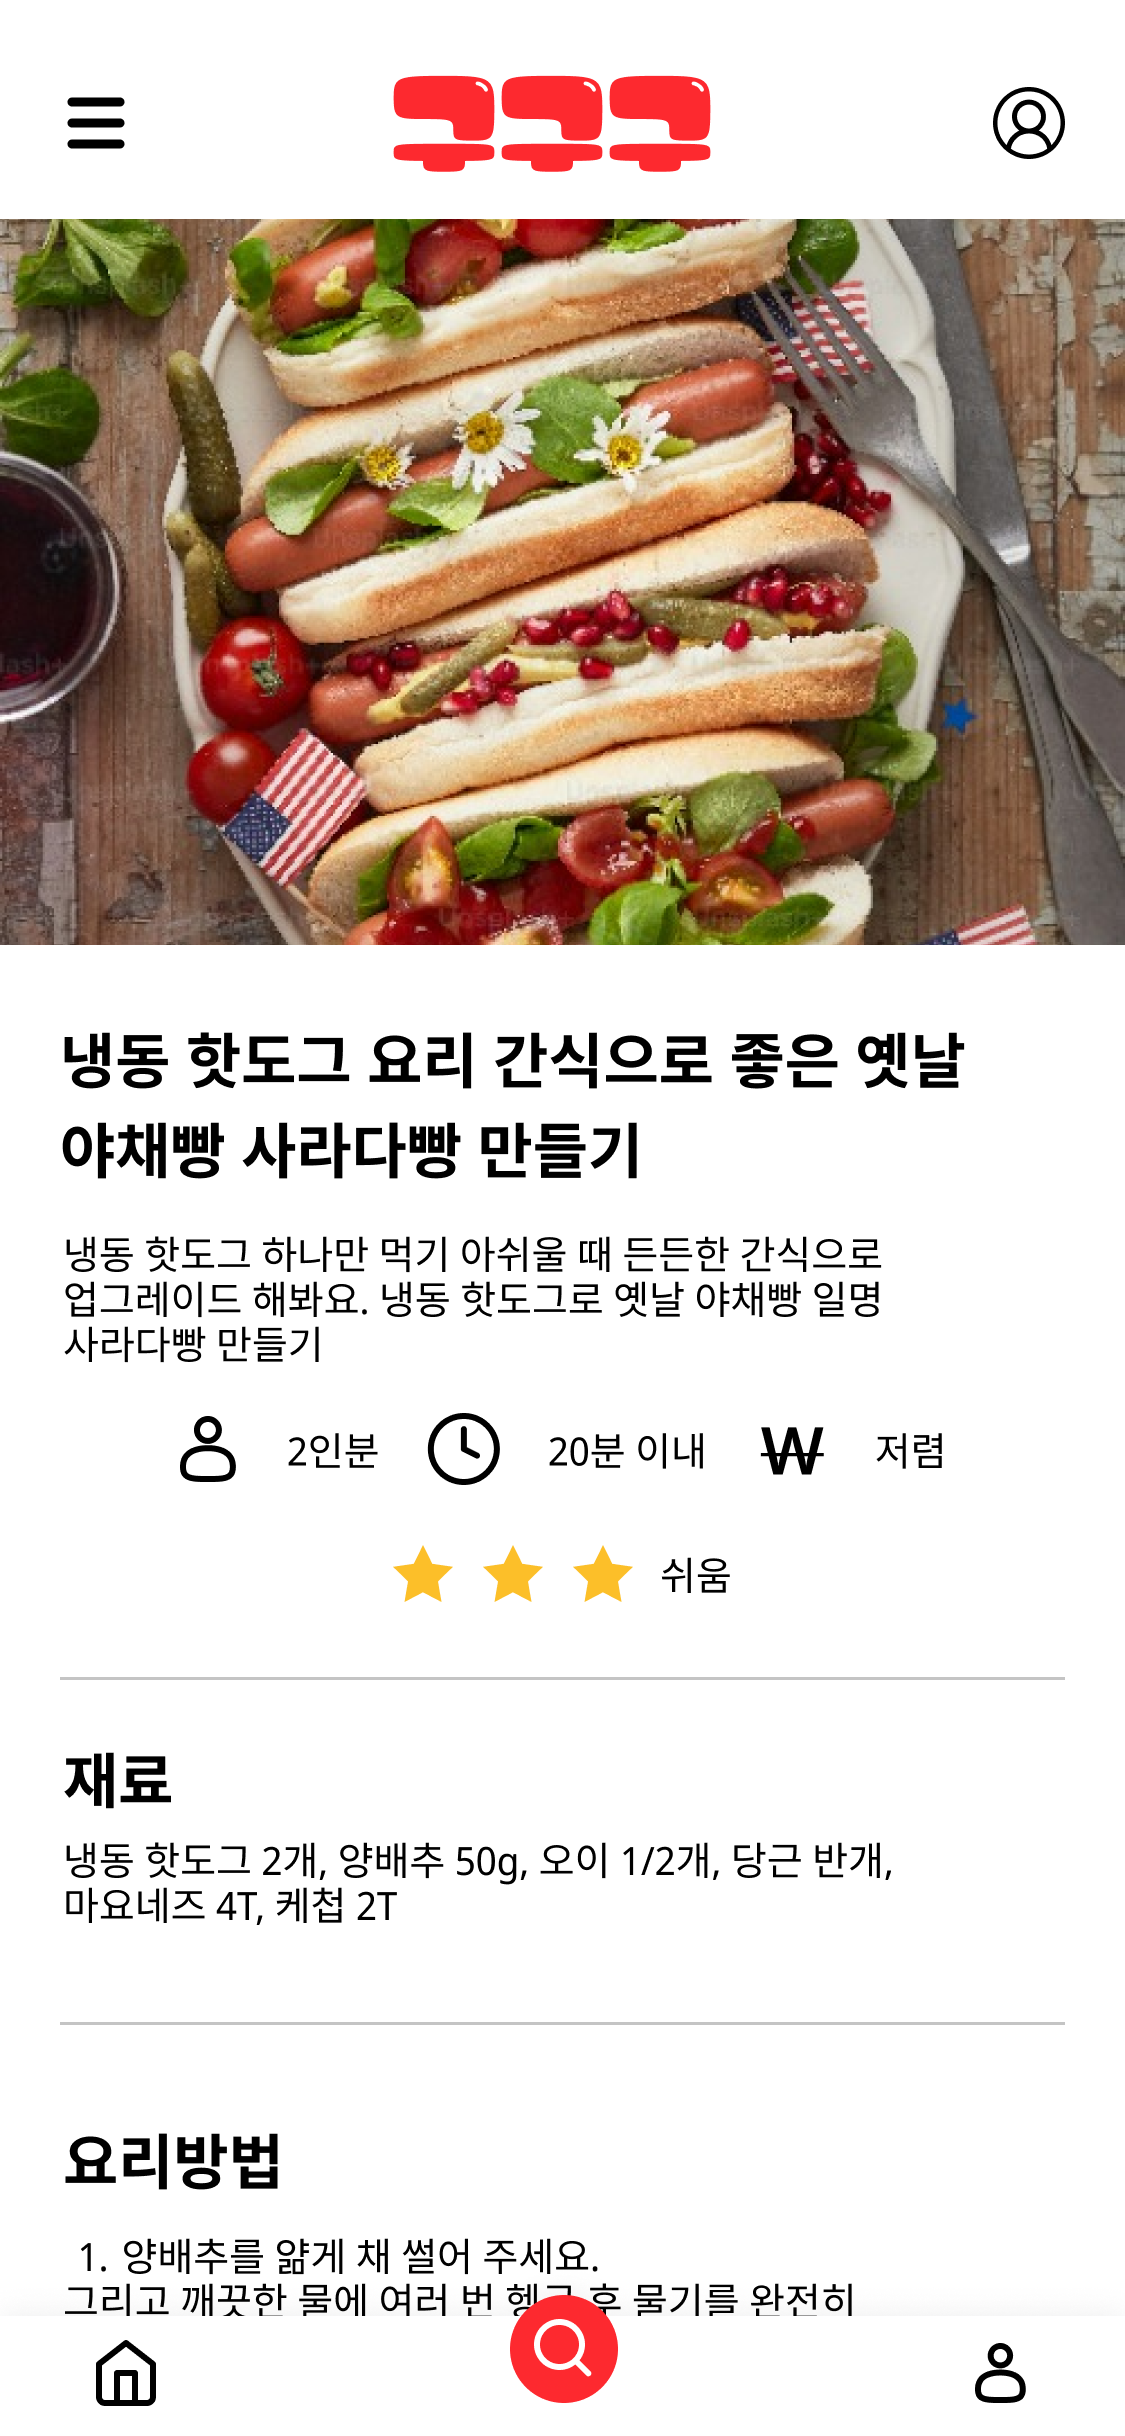 그그그
냉동 핫도그 요리 간식으로 좋은 옛날
야채빵 사라다빵 만들기
냉동 핫도그 하나만 먹기 아쉬울 때 든든한 간식으로
업그레이드 해봐요. 냉동 핫도그로 옛날 야채빵 일명
사라다빵 만들기
2인분 20분 이내 ₩ 저렴
쉬움
재료
냉동 핫도그 2개, 양배추 50g, 오이 1/2개, 당근 반개,
마요네즈 4T, 케첩 2T
요리방법
1. 양배추를 얇게 채 썰어 주세요.
그리고 깨끗한 물에 여러 번 후 물기를 완전히